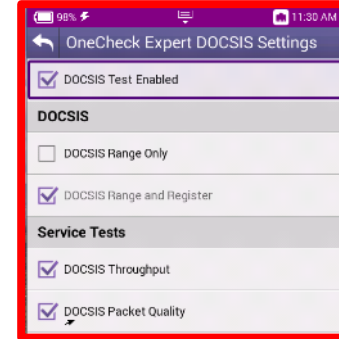 98% 11:30 AM
OneCheck Expert DOCSIS Settings
DOCSIS Test Enabled
DOCSIS
DOCSIS Range Only
DOCSIS Range and Register
Service Tests
DOCSIS Throughput
DOCSIS Packet Quality